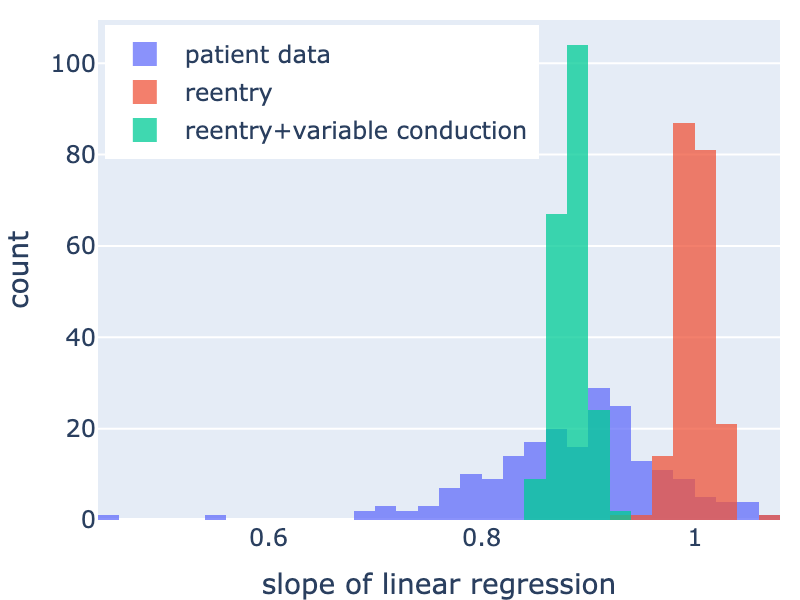 100
80
60
40
20
0
count
patient data
reentry
reentry+variable conduction
0.6
0.8
1
slope of linear regression